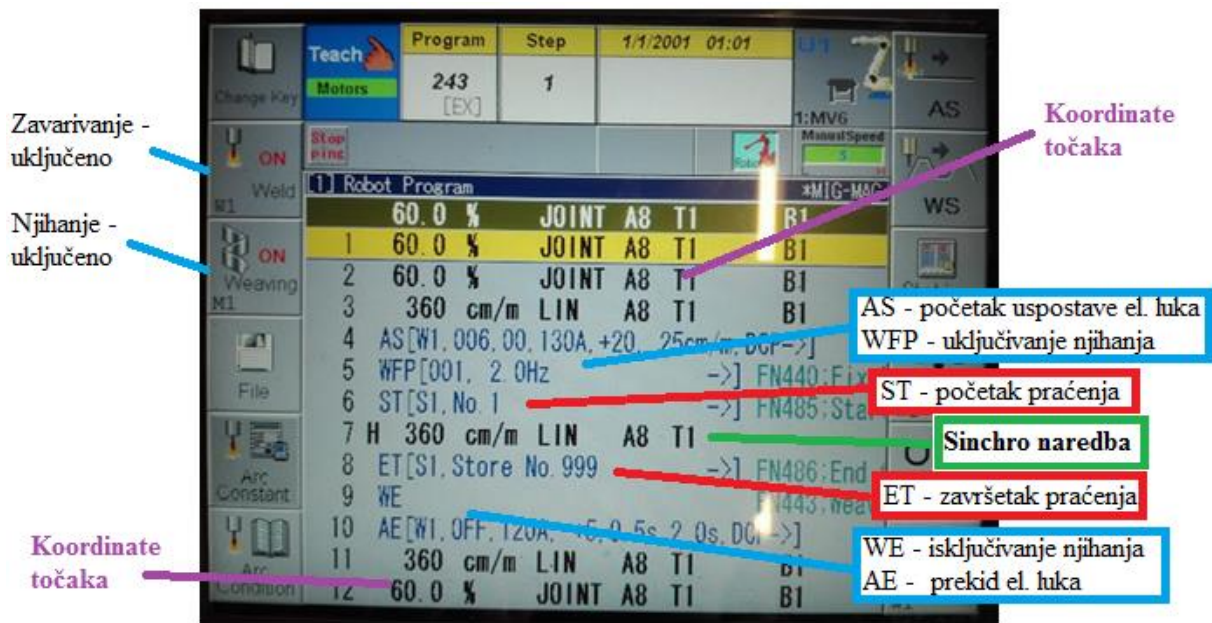 Change Key
Teach
Motors
Program
243
[EX]
Step
1
1/1/2001 01:01
U1
1:MV6
AS
Zavarivanje -
uključeno
ON
Weld
W1
Stop
ping
Manual Speed
5
WS
Koordinate
točaka
[1] Robot Program
*MIG-MAG
60.0 % JOINT A8 T1 B1
1 60.0 % JOINT A8 T1 B1
2 60.0 % JOINT A8 T1 B1
3 360 cm/m LIN A8 T1 B1
4 AS[W1,006,00,130A,+20, 25cm/m,DCP->]
5 WFP[001, 2.0Hz ->] FN440;Fix
6 ST[S1,No.1 ->] FN485;Star
7 H 360 cm/m LIN A8 T1
8 ET[S1,Store No.999 ->] FN486;End
9 WE FN443;Weav
10 AE[W1,OFF,120A, +5,0.5s,2.0s,DCP->]
11 360 cm/m LIN A8 T1 B1
12 60.0 % JOINT A8 T1 B1
Njihanje -
uključeno
ON
Weaving
M1
File
Arc
Constant
Arc
Condition
AS - početak uspostave el. luka
WFP - uključivanje njihanja
ST - početak praćenja
Sinchro naredba
ET - završetak praćenja
WE - isključivanje njihanja
AE - prekid el. luka
Koordinate
točaka